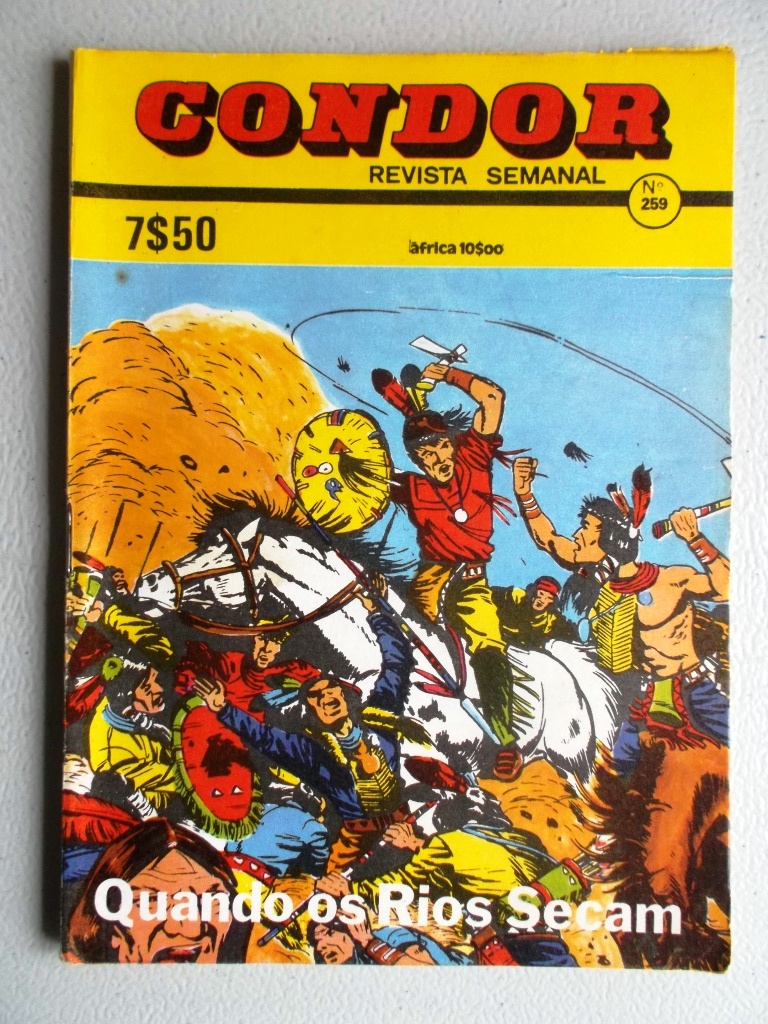 CONDOR
REVISTA SEMANAL
Nº
259
7$50
áfrica 10$00
Quando os Rios Secam